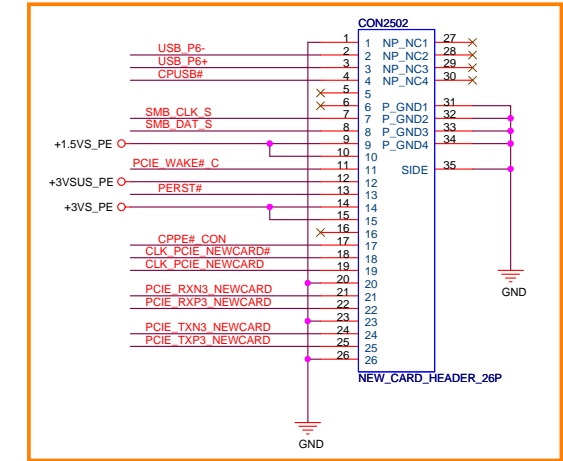 CON2502
1 1 NP_NC1 27
USB_P6- 2 2 NP_NC2 28
USB_P6+ 3 3 NP_NC3 29
CPUSB# 4 4 NP_NC4 30
5 5
6 6 P_GND1 31
SMB_CLK_S 7 7 P_GND2 32
SMB_DAT_S 8 8 P_GND3 33
+1.5VS_PE 9 9 P_GND4 34
10 10
PCIE_WAKE#_C 11 11 SIDE 35
+3VSUS_PE 12 12
PERST# 13 13
+3VS_PE 14 14
15 15
16 16
CPPE#_CON 17 17
CLK_PCIE_NEWCARD# 18 18
CLK_PCIE_NEWCARD 19 19
20 20
PCIE_RXN3_NEWCARD 21 21
PCIE_RXP3_NEWCARD 22 22
23 23
PCIE_TXN3_NEWCARD 24 24
PCIE_TXP3_NEWCARD 25 25
26 26
GND
NEW_CARD_HEADER_26P
GND